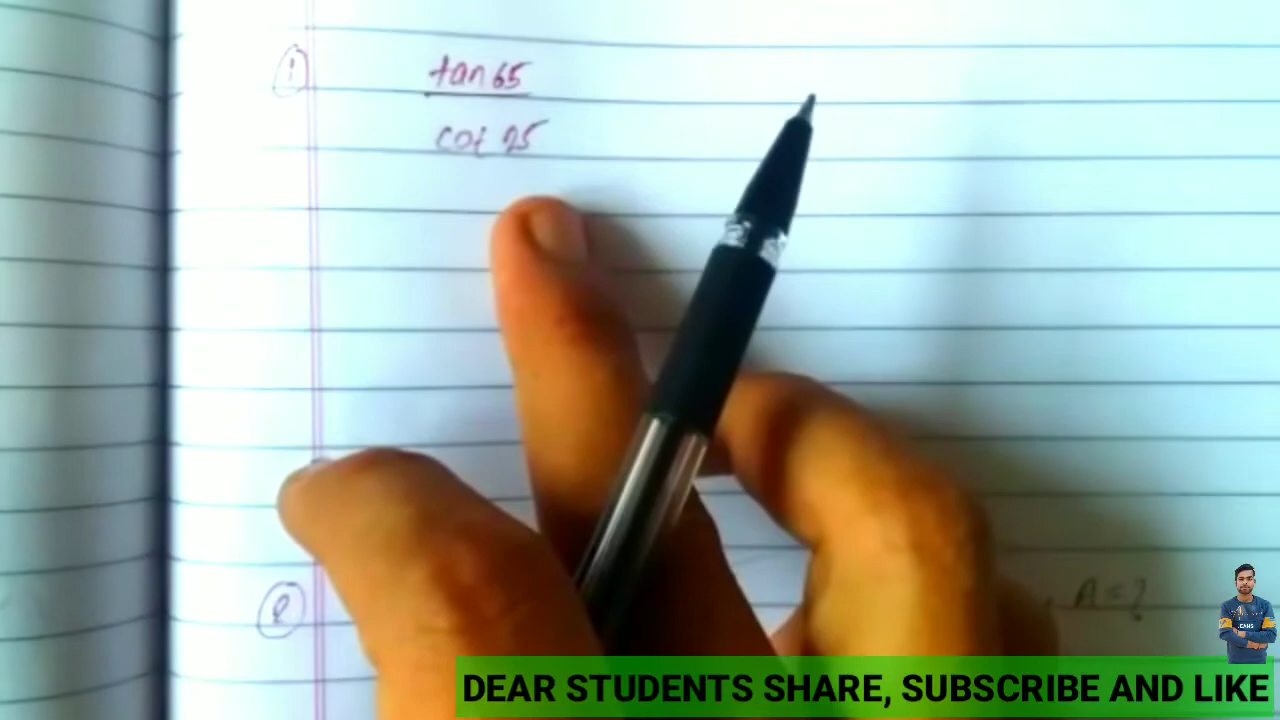 ① tan 65
cot 25
② A = ?
DEAR STUDENTS SHARE, SUBSCRIBE AND LIKE